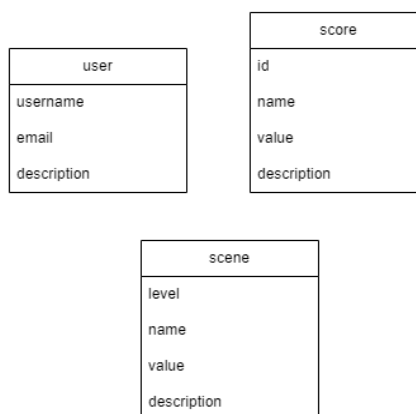 user
username
email
description
score
id
name
value
description
scene
level
name
value
description